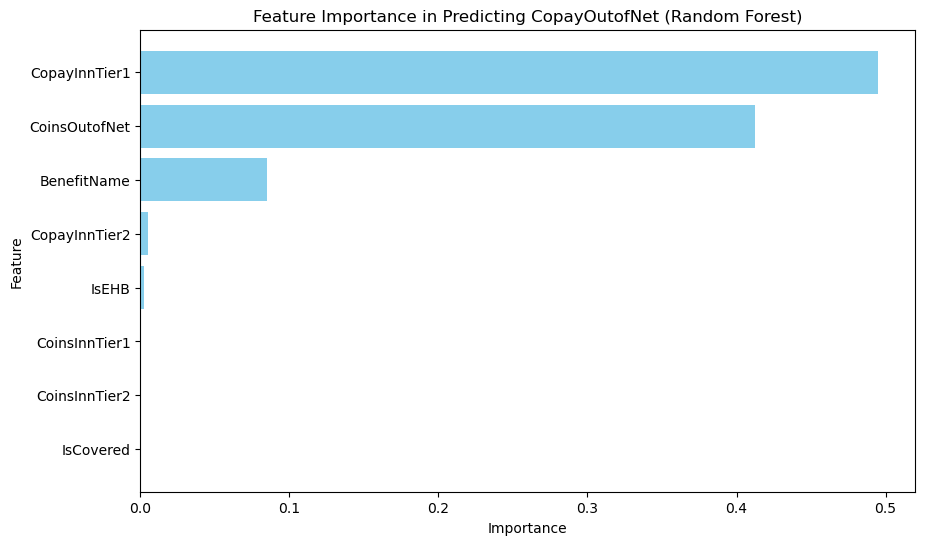 Feature Importance in Predicting CopayOutofNet (Random Forest)
Feature
CopayInnTier1
CoinsOutofNet
BenefitName
CopayInnTier2
IsEHB
CoinsInnTier1
CoinsInnTier2
IsCovered
0.0 0.1 0.2 0.3 0.4 0.5
Importance